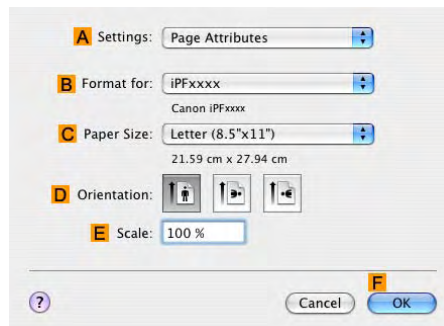 A Settings: Page Attributes
B Format for: iPFxxxx
Canon iPFxxxx
C Paper Size: Letter (8.5"x11")
21.59 cm x 27.94 cm
D Orientation:
E Scale: 100 %
F
? Cancel OK